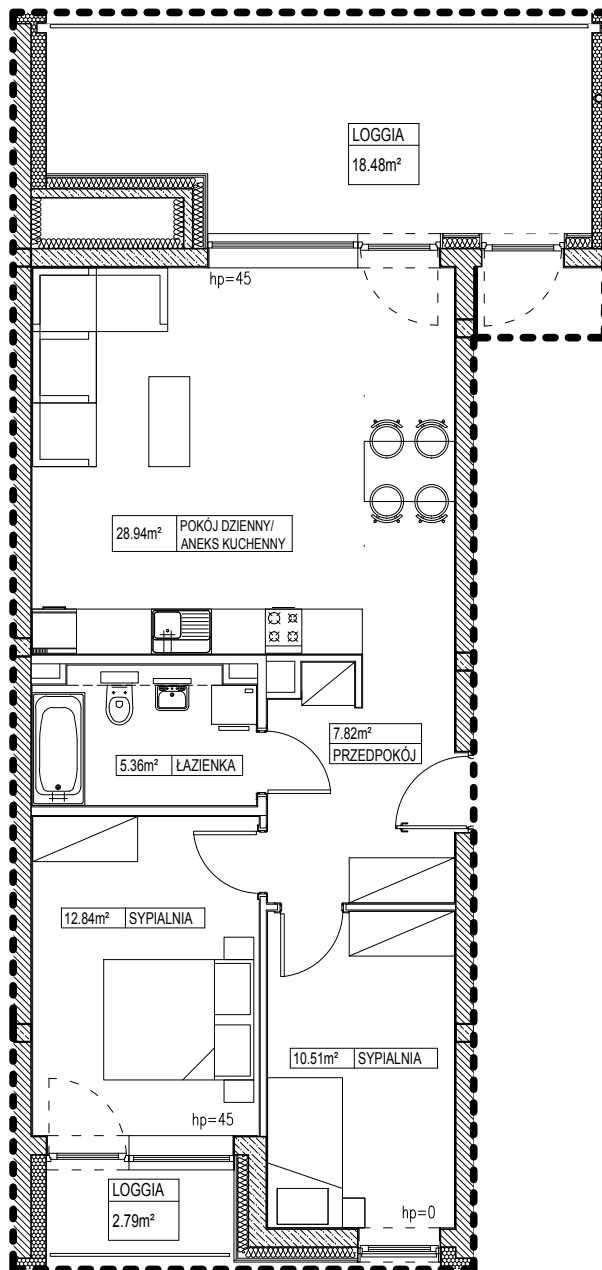 LOGGIA
18.48m²
hp=45
28.94m² POKÓJ DZIENNY/
ANEKS KUCHENNY
7.82m²
PRZEDPOKÓJ
5.36m² ŁAZIENKA
12.84m² SYPIALNIA
10.51m² SYPIALNIA
hp=45
LOGGIA
2.79m²
hp=0